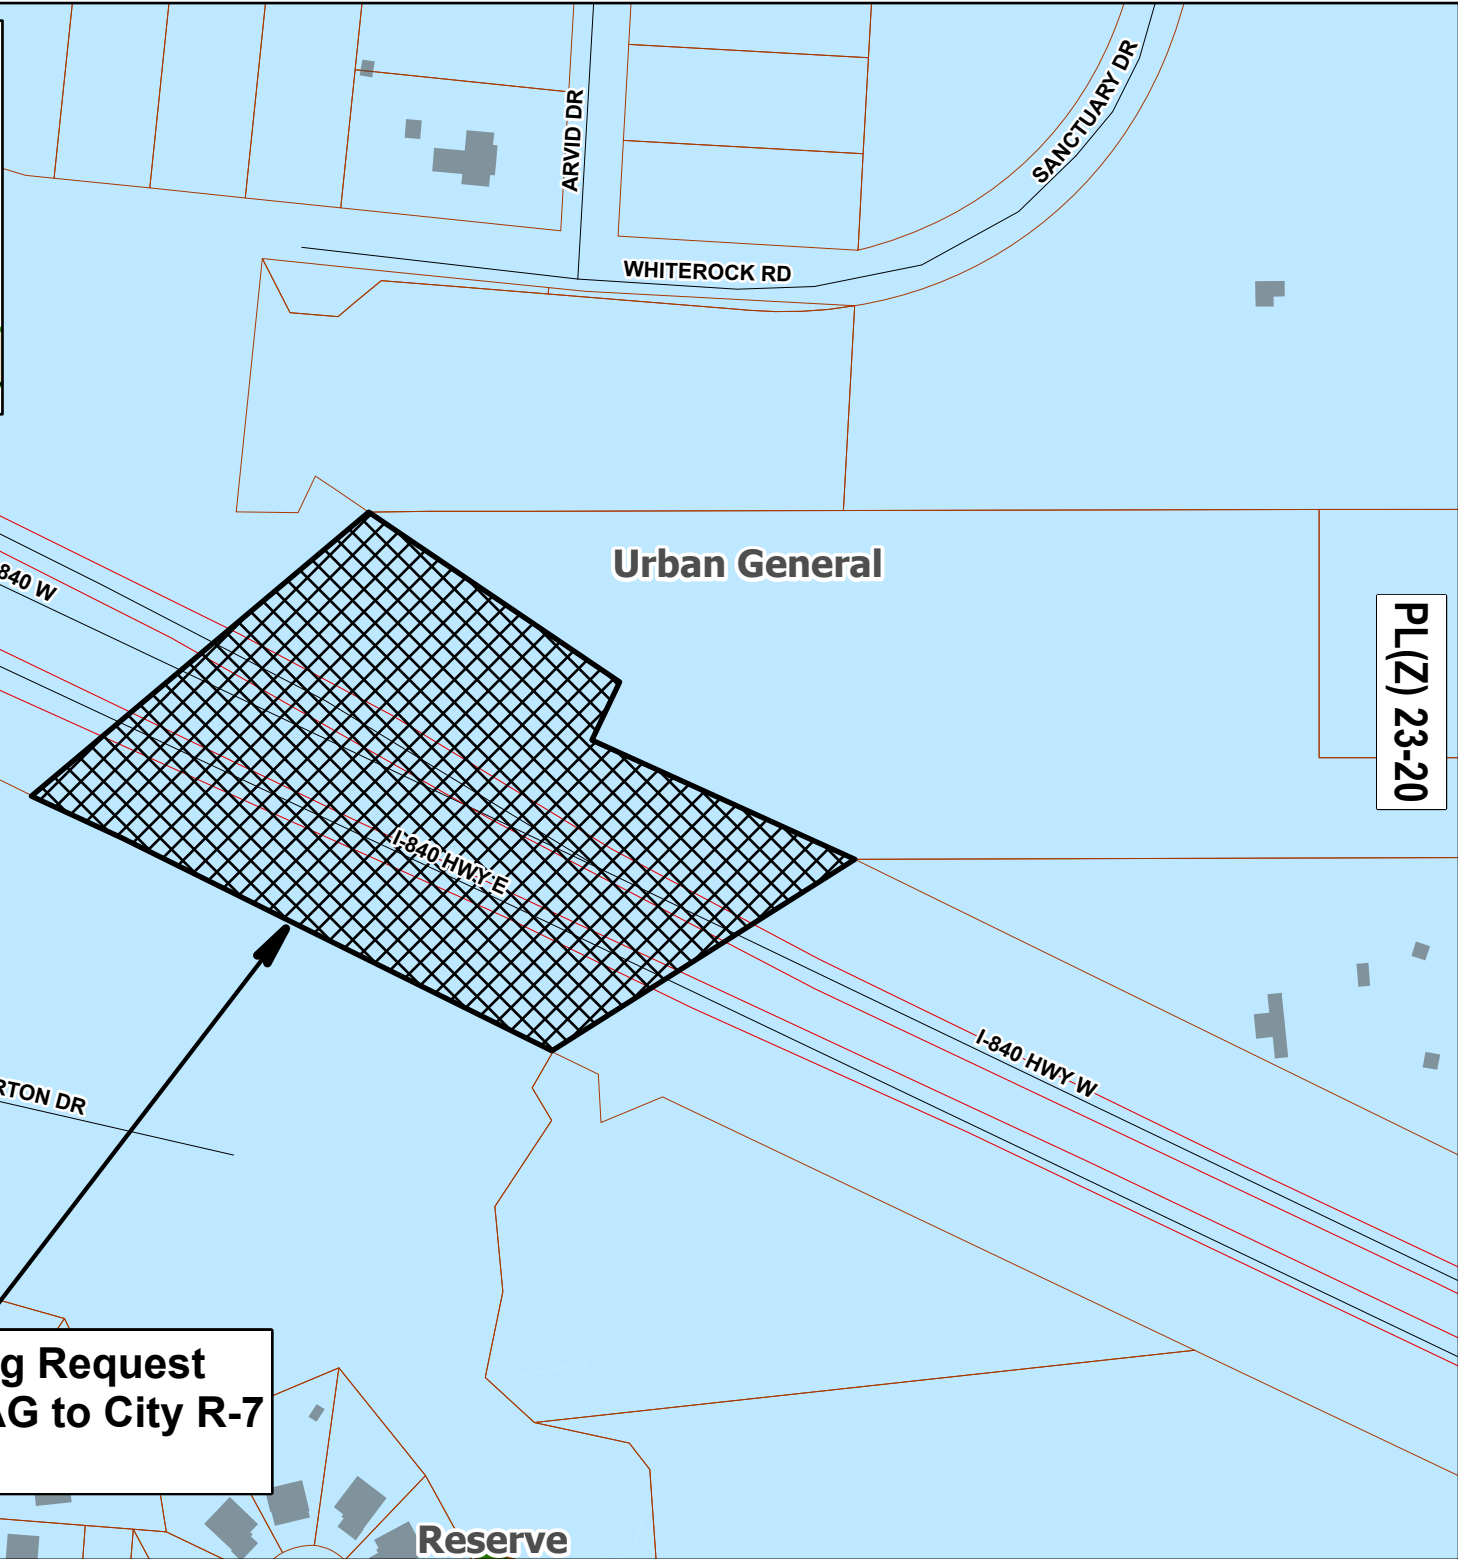 SANCTUARY DR
ARVID DR
WHITEROCK RD
Urban General
840 W
PL(Z) 23-20
I-840 HWY E
I-840 HWY W
RTON DR
g Request
AG to City R-7
Reserve